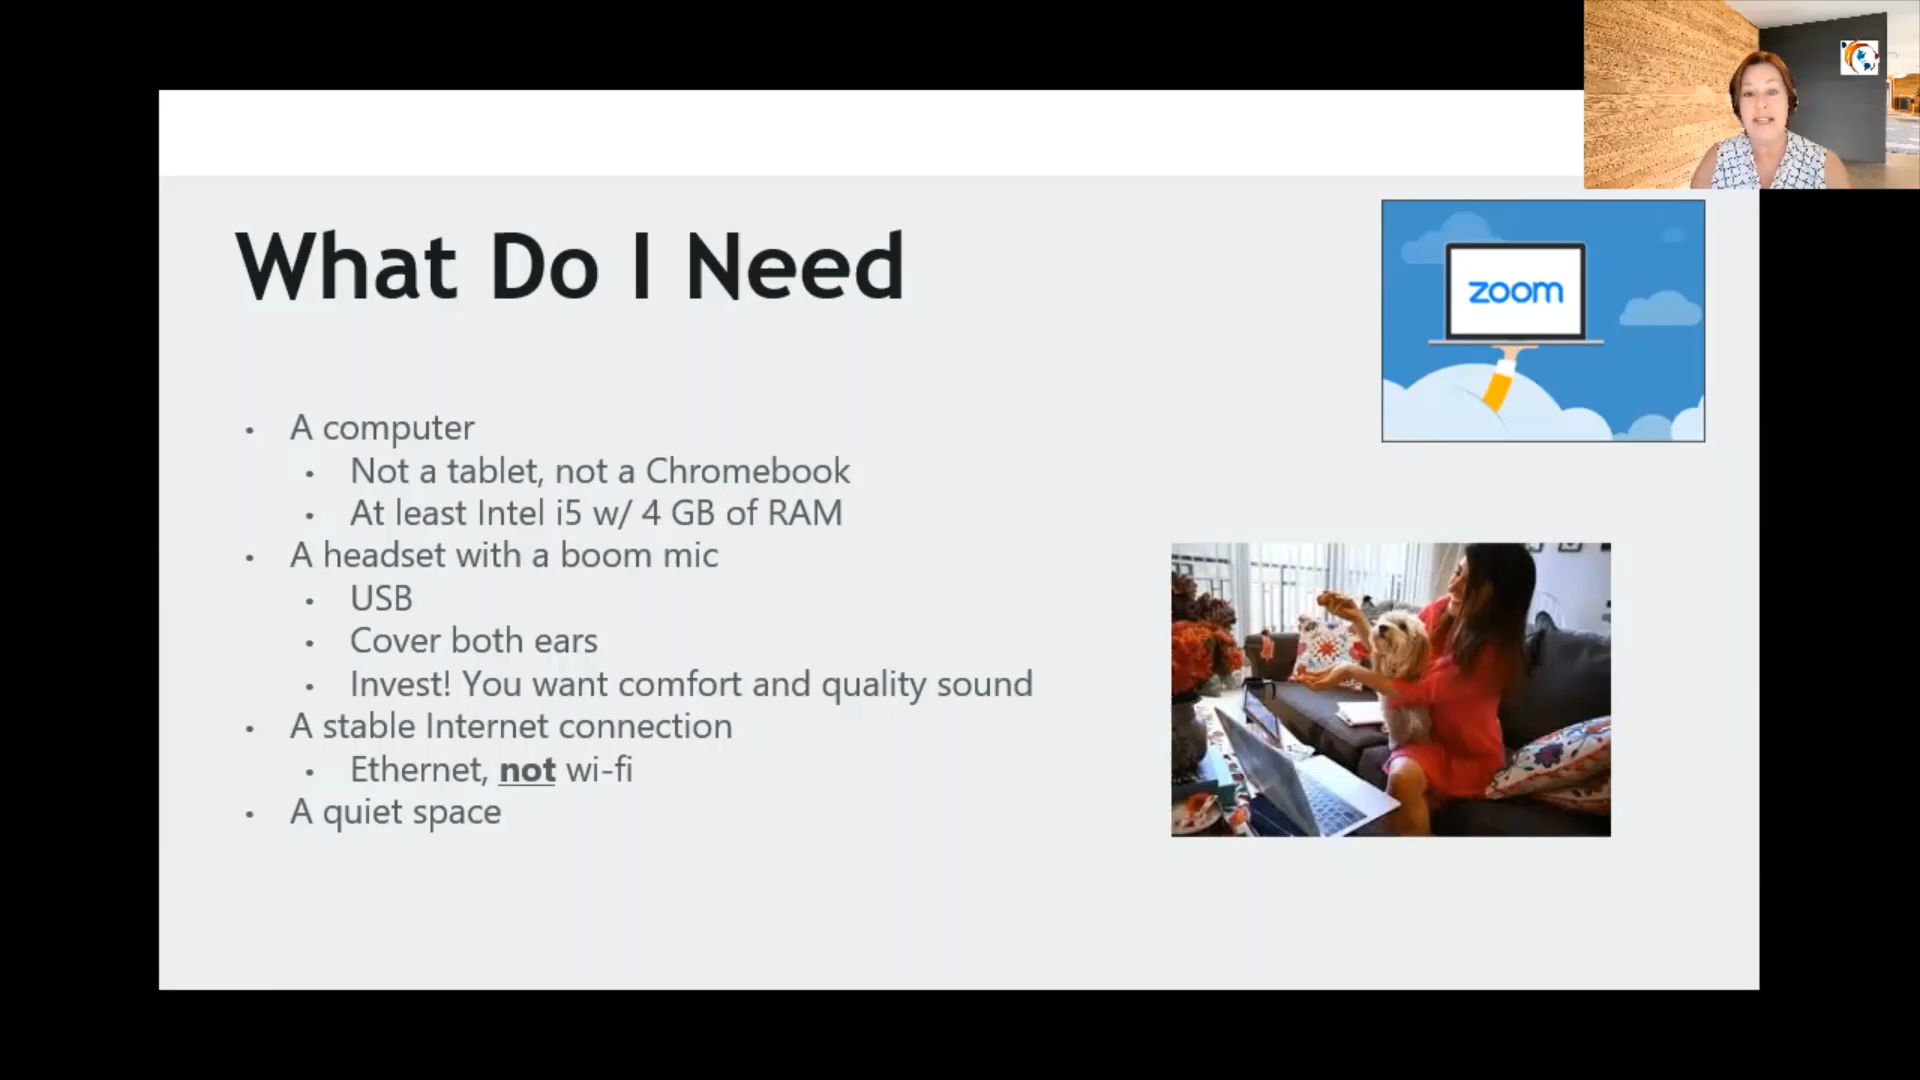 What Do I Need
zoom
A computer
Not a tablet, not a Chromebook
At least Intel i5 w/ 4 GB of RAM
A headset with a boom mic
USB
Cover both ears
Invest! You want comfort and quality sound
A stable Internet connection
Ethernet, not wi-fi
A quiet space